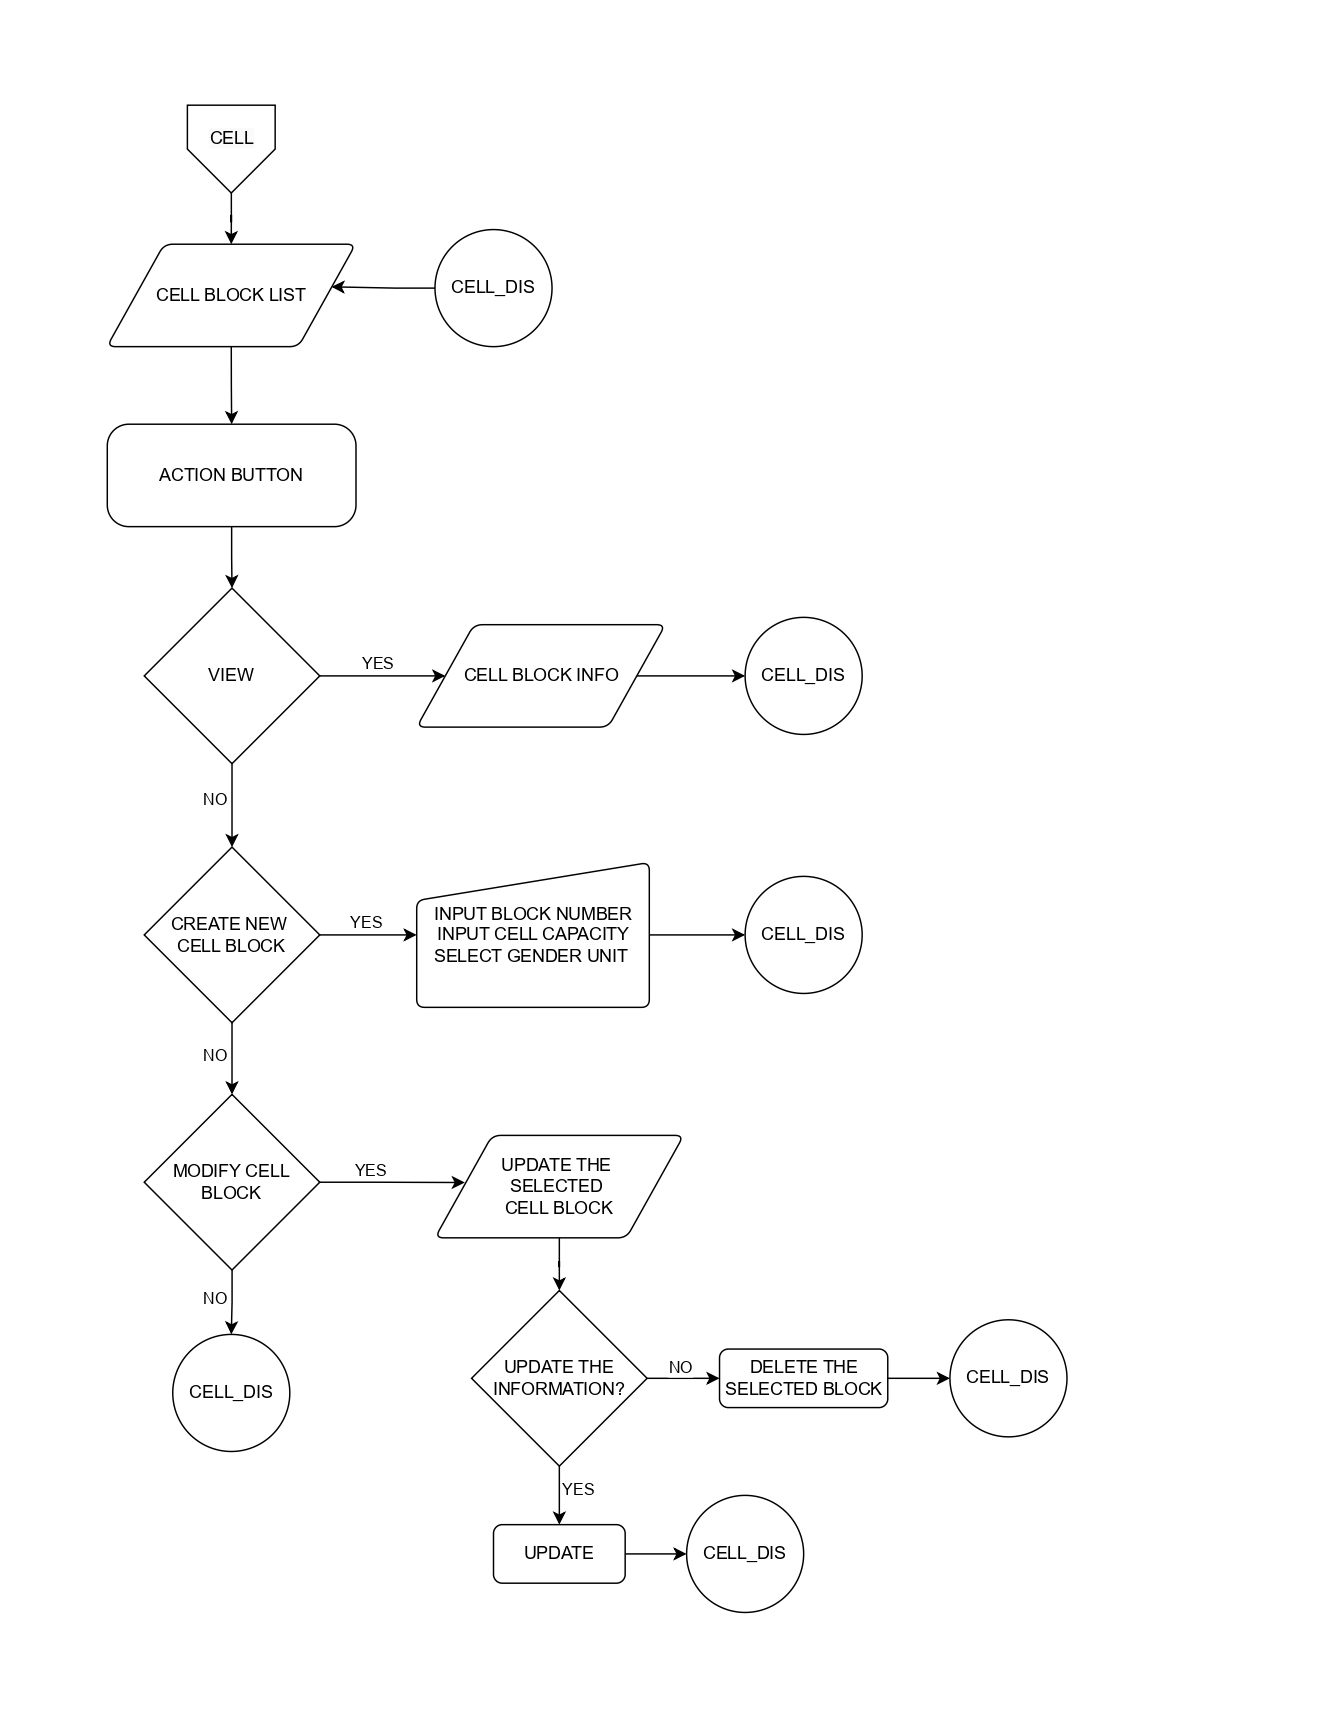 CELL
CELL BLOCK LIST
CELL_DIS
ACTION BUTTON
VIEW
YES
CELL BLOCK INFO
CELL_DIS
NO
CREATE NEW
CELL BLOCK
YES
INPUT BLOCK NUMBER
INPUT CELL CAPACITY
SELECT GENDER UNIT
CELL_DIS
NO
MODIFY CELL
BLOCK
YES
UPDATE THE
SELECTED
CELL BLOCK
NO
CELL_DIS
UPDATE THE
INFORMATION?
NO
DELETE THE
SELECTED BLOCK
CELL_DIS
YES
UPDATE
CELL_DIS